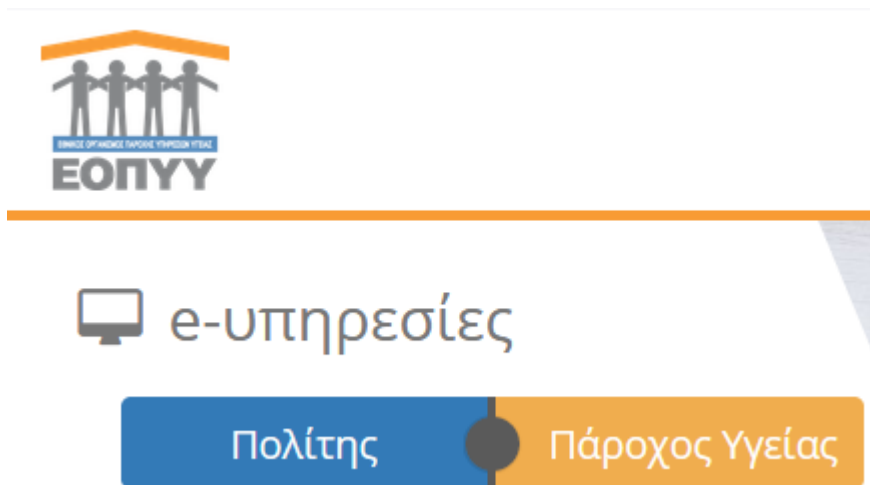 ΕΘΝΙΚΟΣ ΟΡΓΑΝΙΣΜΟΣ ΠΑΡΟΧΗΣ ΥΠΗΡΕΣΙΩΝ ΥΓΕΙΑΣ
ΕΟΠΥΥ
e-υπηρεσίες
Πολίτης Πάροχος Υγείας